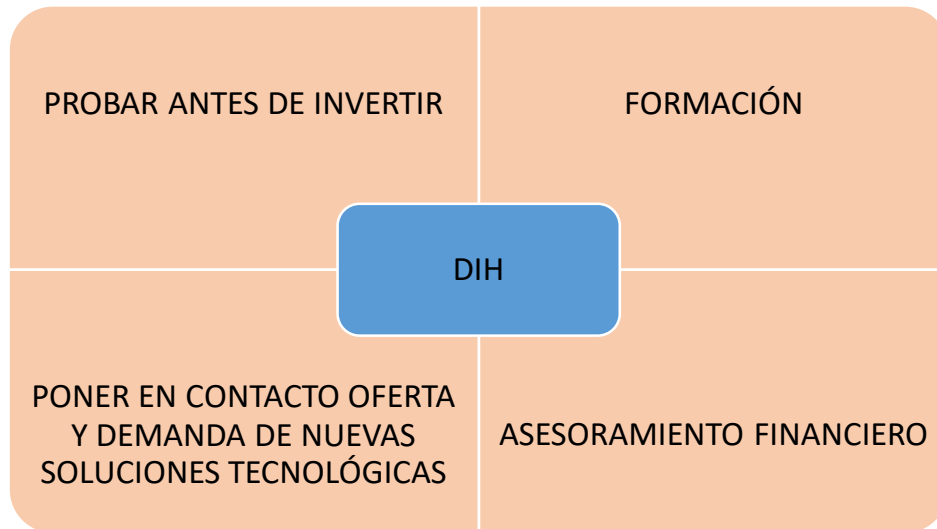 PROBAR ANTES DE INVERTIR
FORMACIÓN
DIH
PONER EN CONTACTO OFERTA
Y DEMANDA DE NUEVAS
SOLUCIONES TECNOLÓGICAS
ASESORAMIENTO FINANCIERO